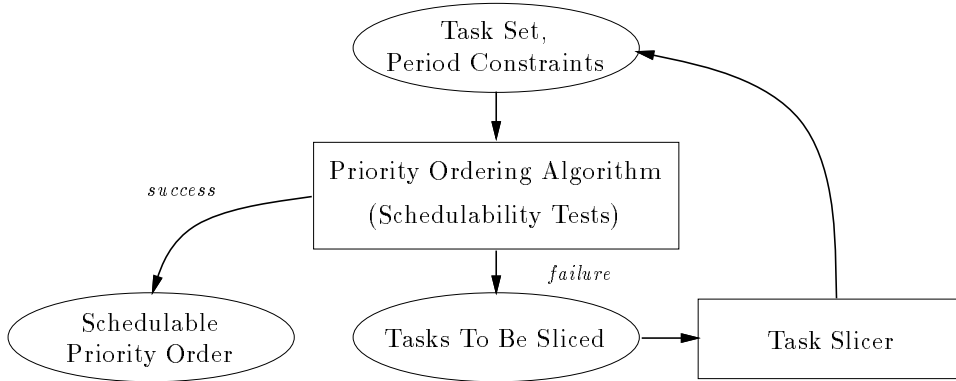 Task Set,
Period Constraints
Priority Ordering Algorithm
(Schedulability Tests)
success
failure
Schedulable
Priority Order
Tasks To Be Sliced
Task Slicer